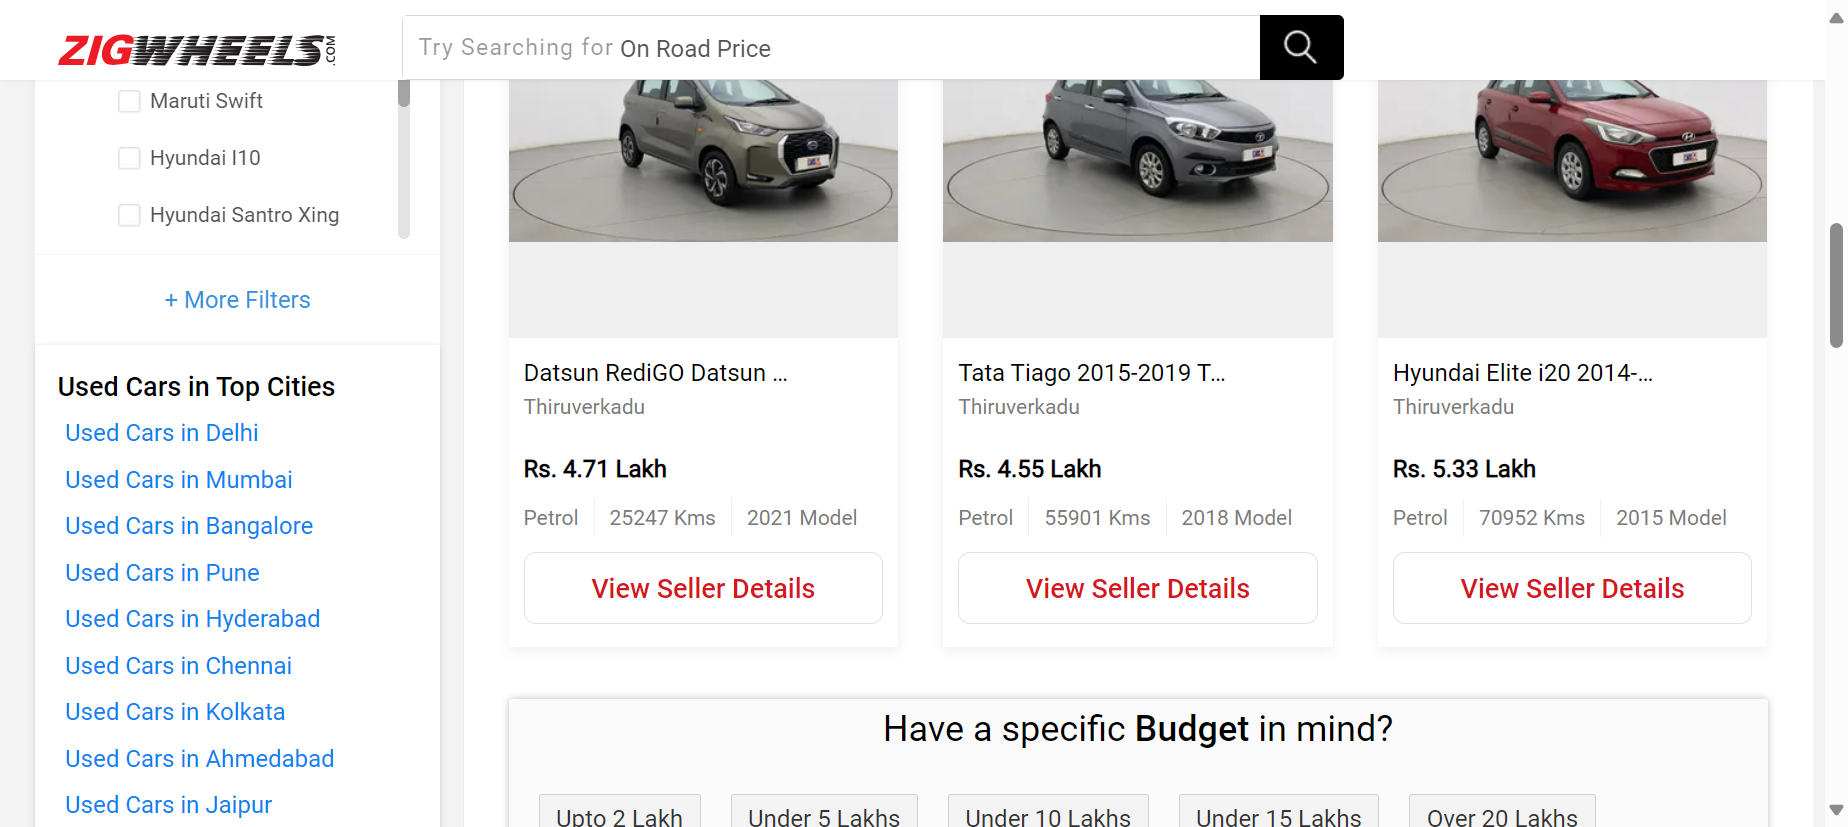 ZIGWHEELS.COM
Try Searching for On Road Price
Maruti Swift
Hyundai I10
Hyundai Santro Xing
+ More Filters
Used Cars in Top Cities
Used Cars in Delhi
Used Cars in Mumbai
Used Cars in Bangalore
Used Cars in Pune
Used Cars in Hyderabad
Used Cars in Chennai
Used Cars in Kolkata
Used Cars in Ahmedabad
Used Cars in Jaipur
Datsun RediGO Datsun ...
Thiruverkadu
Rs. 4.71 Lakh
Petrol 25247 Kms 2021 Model
View Seller Details
Tata Tiago 2015-2019 T...
Thiruverkadu
Rs. 4.55 Lakh
Petrol 55901 Kms 2018 Model
View Seller Details
Hyundai Elite i20 2014-...
Thiruverkadu
Rs. 5.33 Lakh
Petrol 70952 Kms 2015 Model
View Seller Details
Have a specific Budget in mind?
Upto 2 Lakh
Under 5 Lakhs
Under 10 Lakhs
Under 15 Lakhs
Over 20 Lakhs